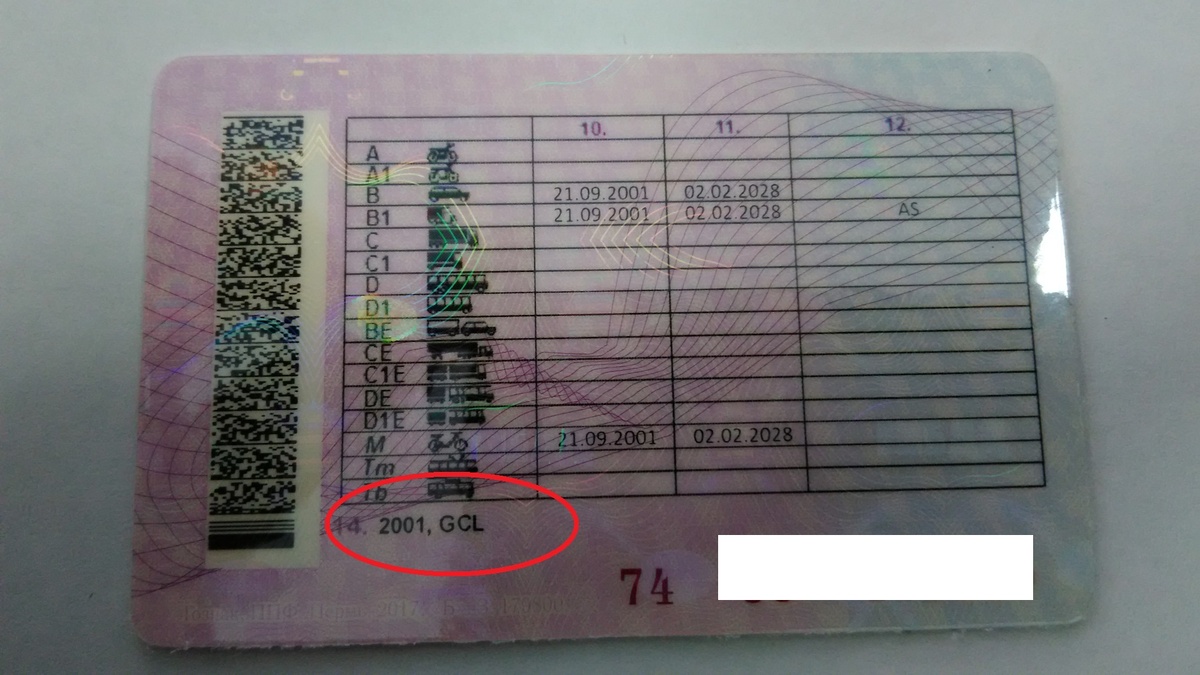 10. 11. 12.
A
A1
B 21.09.2001 02.02.2028
B1 21.09.2001 02.02.2028 AS
C
C1
D
D1
BE
CE
C1E
DE
D1E
M 21.09.2001 02.02.2028
Tm
Tb
14. 2001, GCL
74